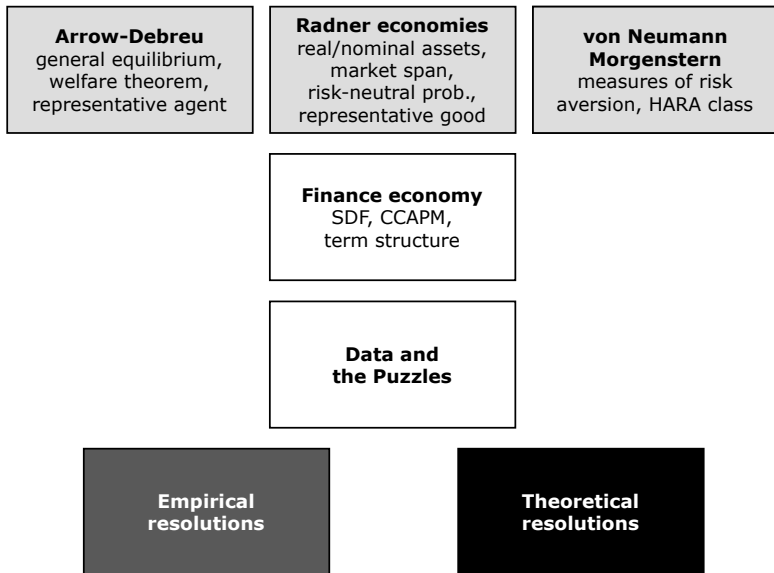 Arrow-Debreu
general equilibrium,
welfare theorem,
representative agent
Radner economies
real/nominal assets,
market span,
risk-neutral prob.,
representative good
von Neumann
Morgenstern
measures of risk
aversion, HARA class
Finance economy
SDF, CCAPM,
term structure
Data and
the Puzzles
Empirical
resolutions
Theoretical
resolutions